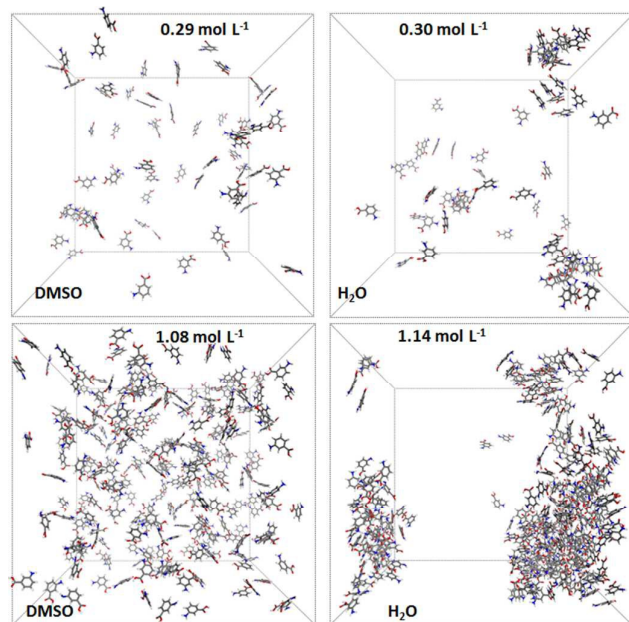 0.29 mol L⁻¹
DMSO
0.30 mol L⁻¹
H₂O
1.08 mol L⁻¹
DMSO
1.14 mol L⁻¹
H₂O